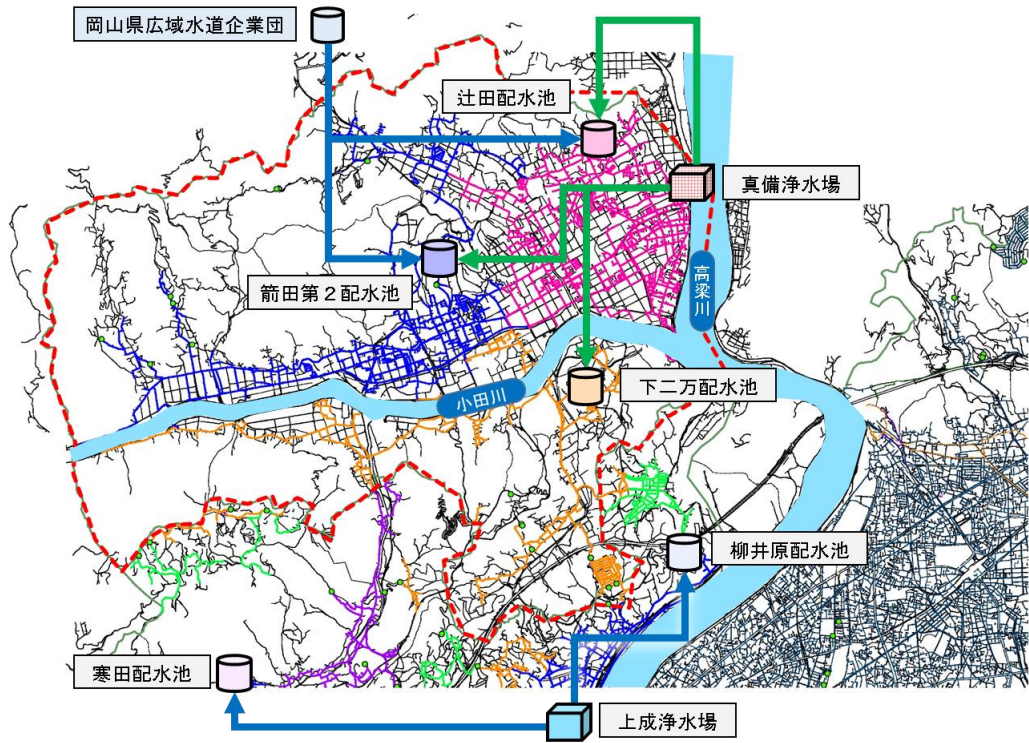 岡山県広域水道企業団
辻田配水池
真備浄水場
高梁川
箭田第２配水池
下二万配水池
小田川
柳井原配水池
寒田配水池
上成浄水場